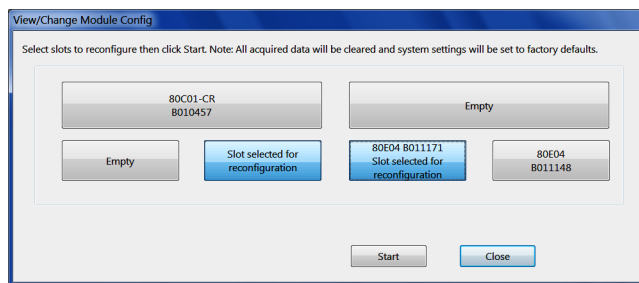 View/Change Module Config
Select slots to reconfigure then click Start. Note: All acquired data will be cleared and system settings will be set to factory defaults.
80C01-CR
B010457
Empty
Empty
Slot selected for
reconfiguration
80E04 B011171
Slot selected for
reconfiguration
80E04
B011148
Start
Close